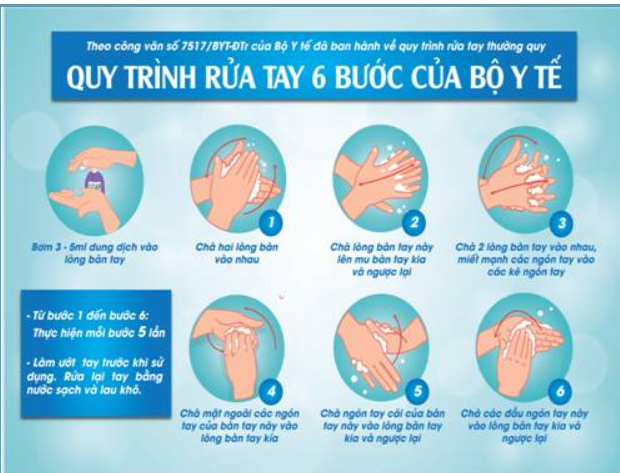 Theo công văn số 7517/BYT-ĐTr của Bộ Y tế đã ban hành về quy trình rửa tay thường quy
QUY TRÌNH RỬA TAY 6 BƯỚC CỦA BỘ Y TẾ
Bơm 3 - 5ml dung dịch vào
lòng bàn tay
1
Chà hai lòng bàn
vào nhau
2
Chà lòng bàn tay này
lên mu bàn tay kia
và ngược lại
3
Chà 2 lòng bàn tay vào nhau,
miết mạnh các ngón tay vào
các kẽ ngón tay
- Từ bước 1 đến bước 6:
Thực hiện mỗi bước 5 lần
- Làm ướt tay trước khi sử
dụng. Rửa lại tay bằng
nước sạch và lau khô.
4
Chà mặt ngoài các ngón
tay của bàn tay này vào
lòng bàn tay kia
5
Chà ngón tay cái của bàn
tay này vào lòng bàn tay
kia và ngược lại
6
Chà các đầu ngón tay này
vào lòng bàn tay kia và
ngược lại